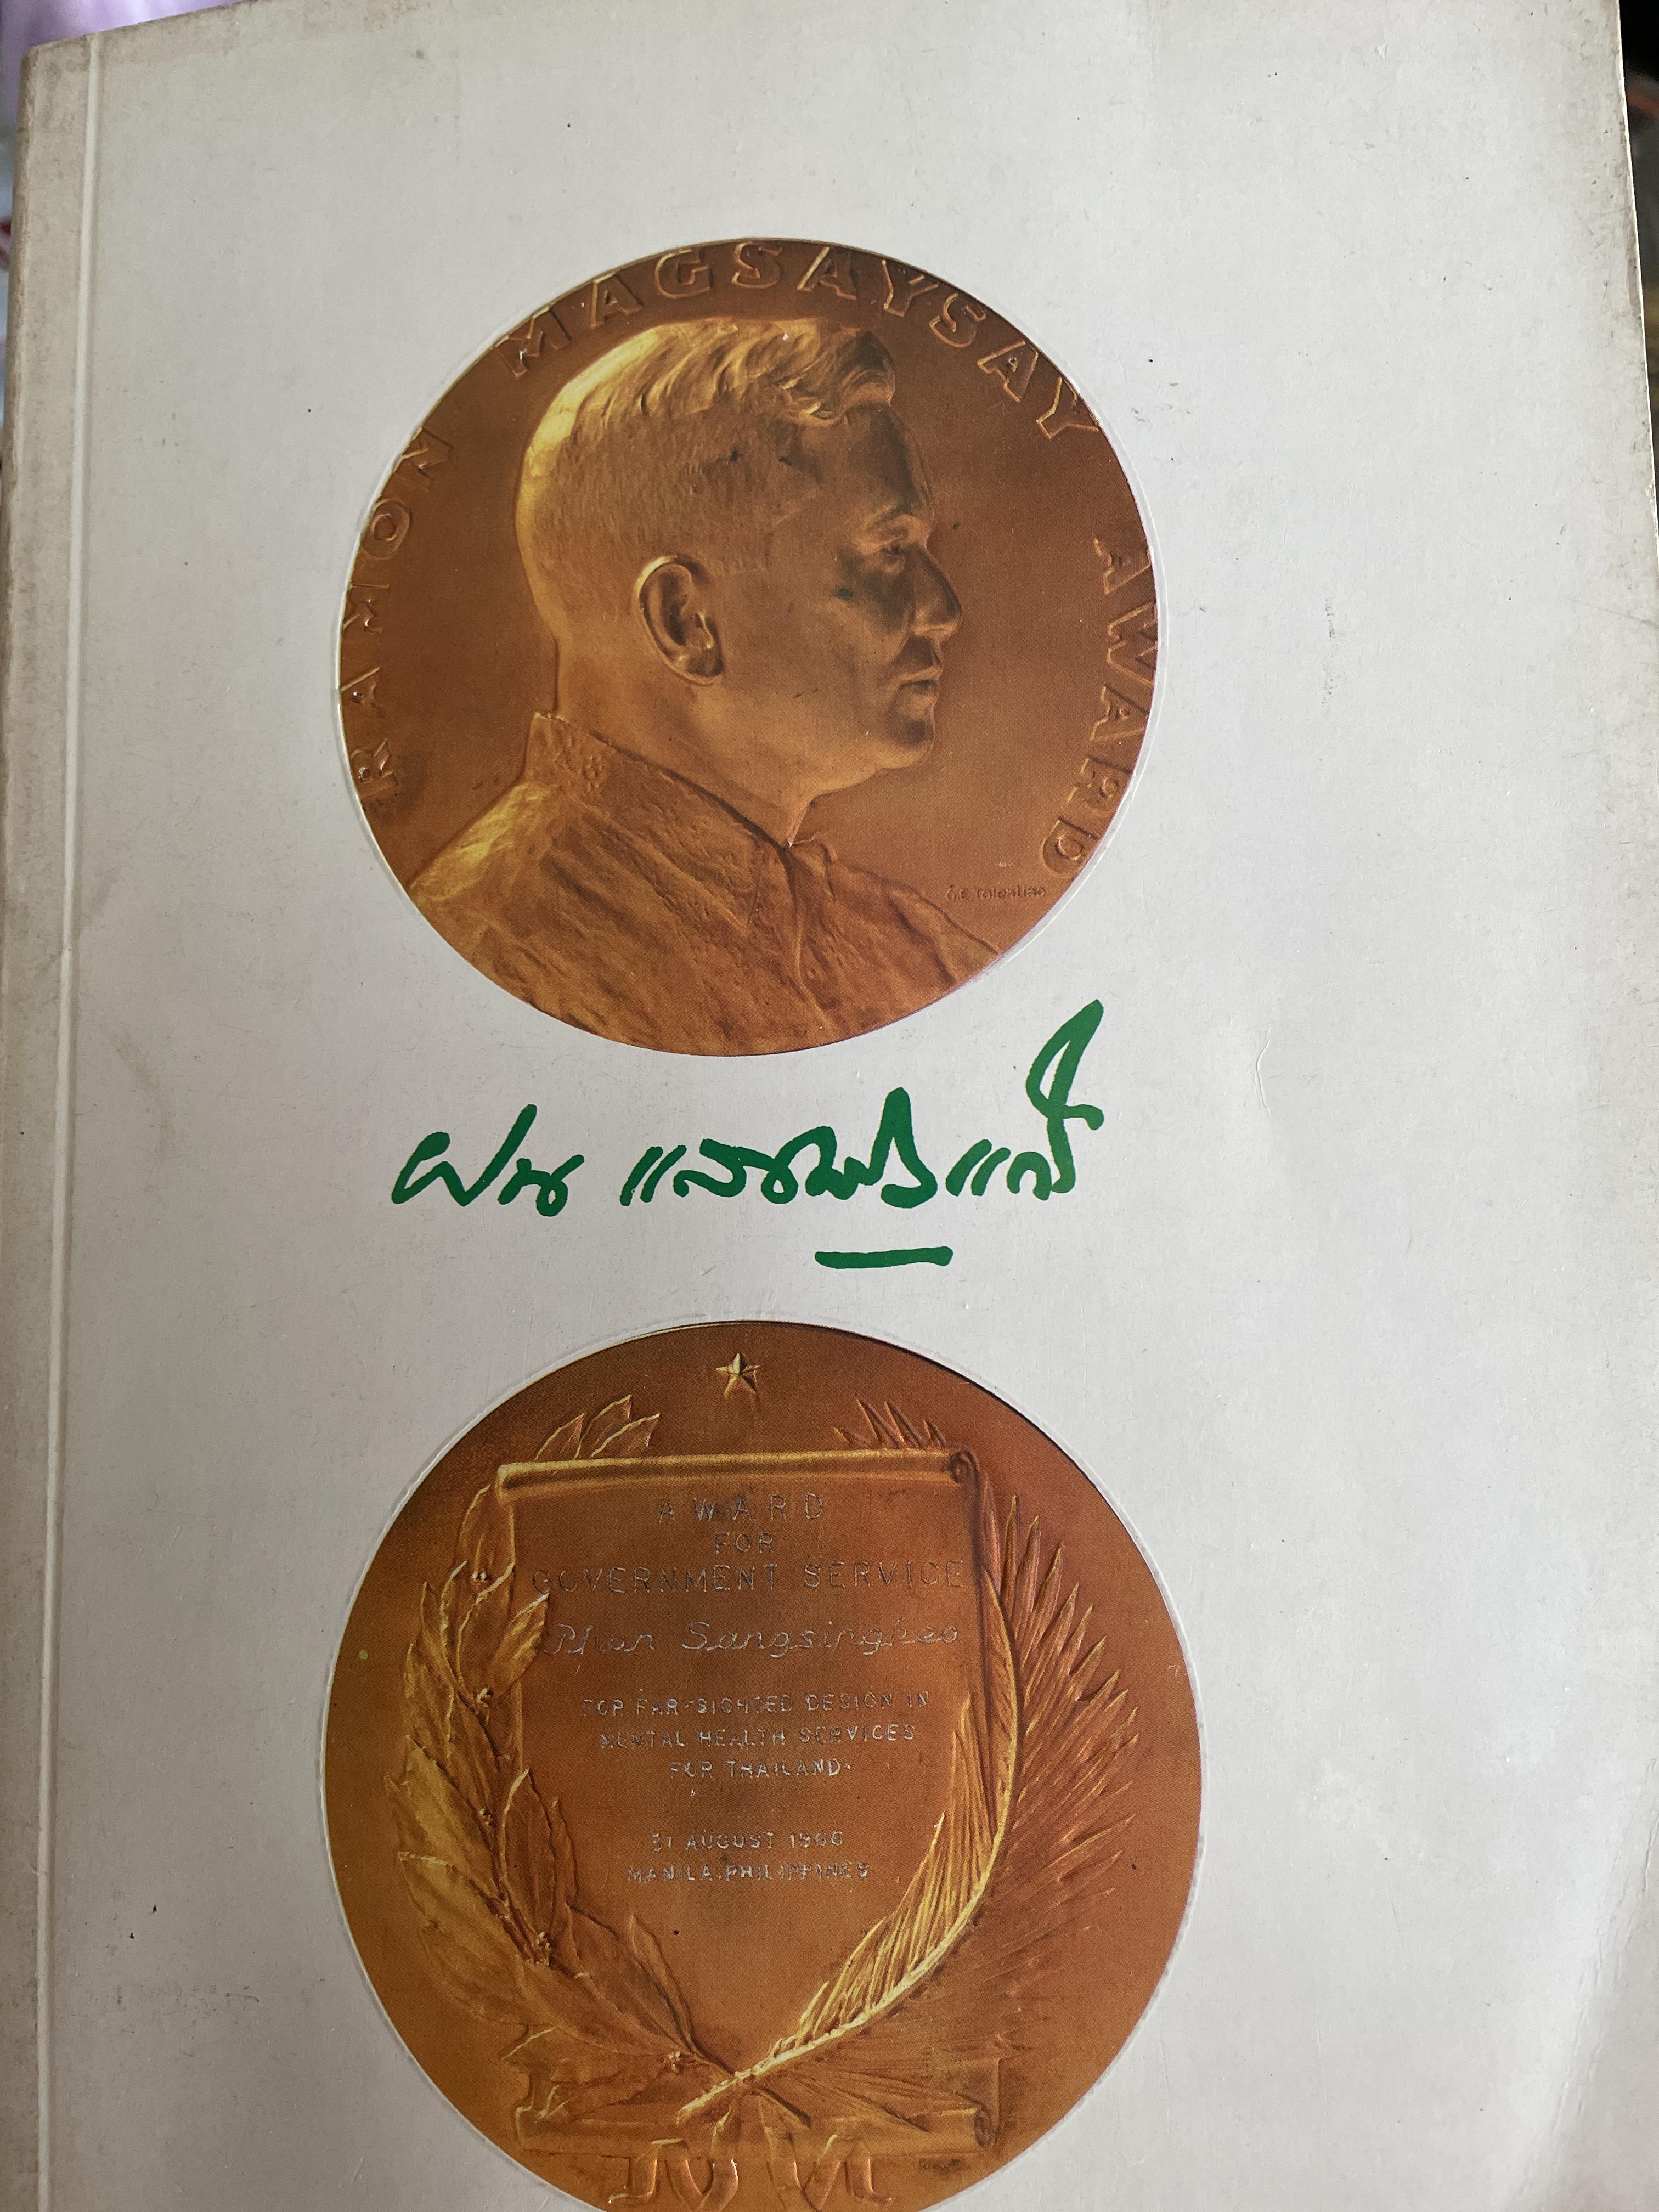 RAMON MAGSAYSAY AWARD
G.E. Tolentino
ฝน แสงสิงแก้ว
AWARD
FOR
GOVERNMENT SERVICE
Phon Sangsingkeo
FOR FAR-SIGHTED DESIGN IN
MENTAL HEALTH SERVICES
FOR THAILAND.
31 AUGUST 1966
MANILA, PHILIPPINES